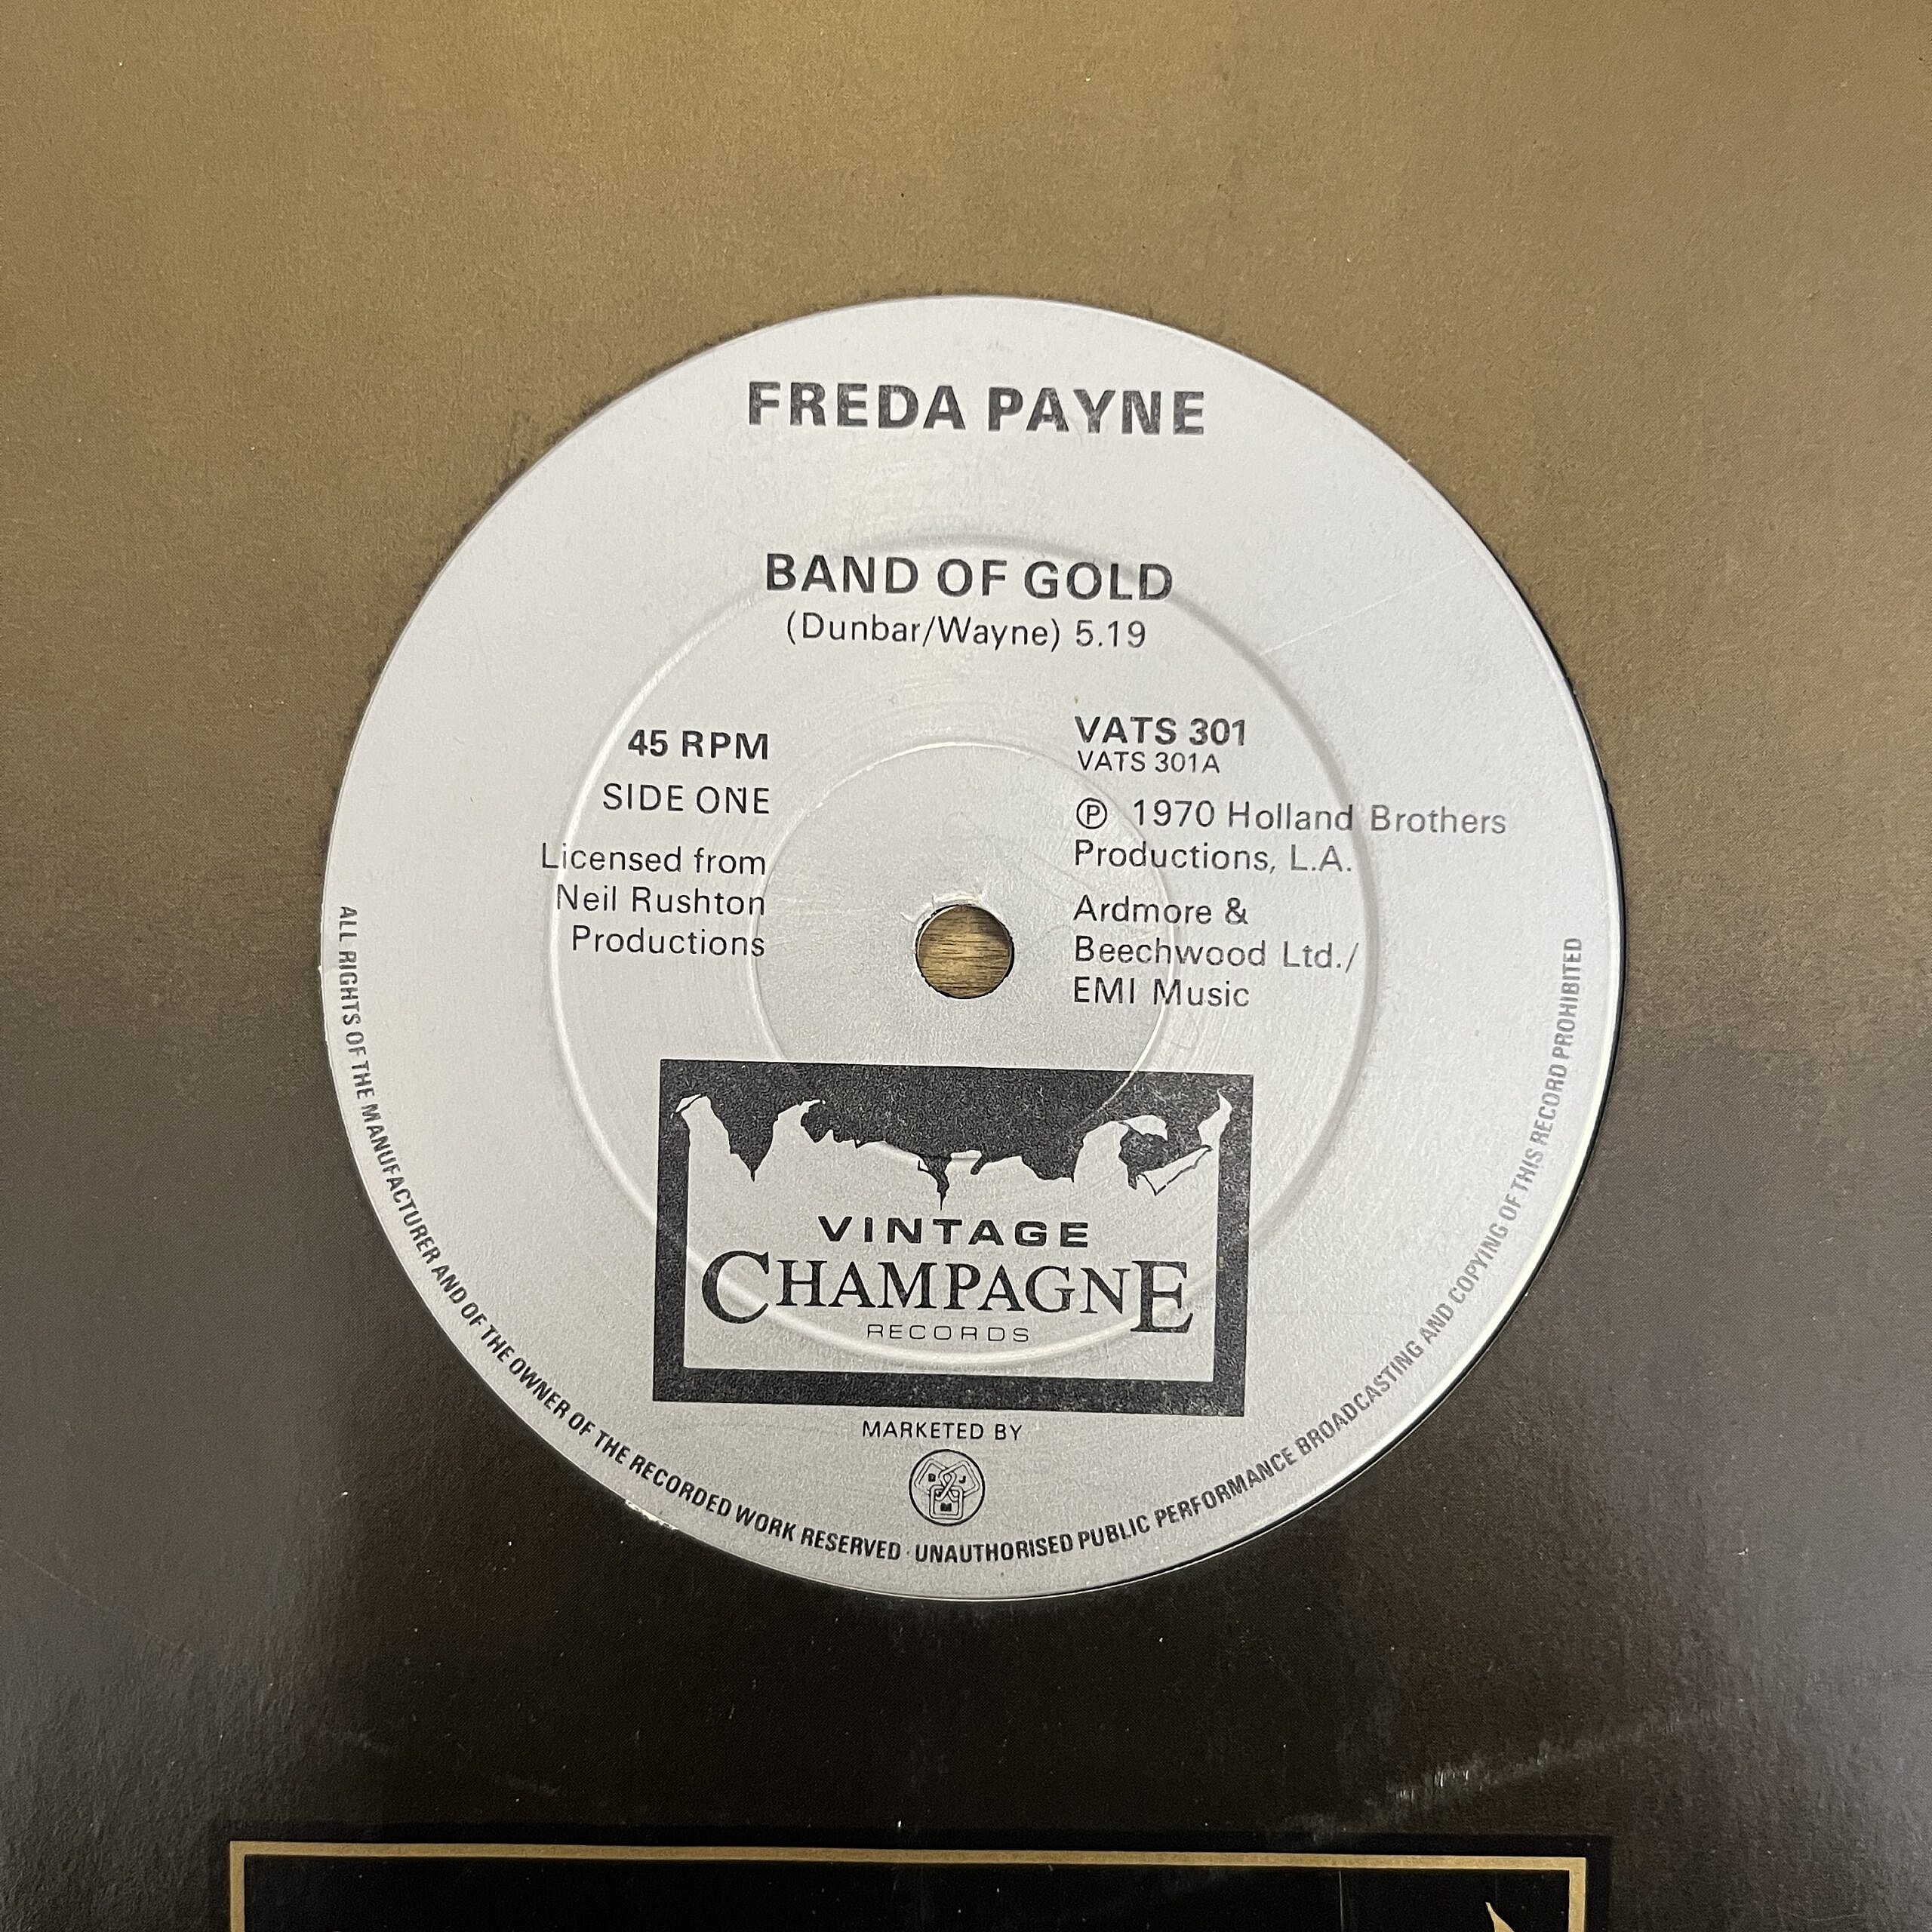 FREDA PAYNE
BAND OF GOLD
(Dunbar/Wayne) 5.19
45 RPM
SIDE ONE
Licensed from
Neil Rushton
Productions
VATS 301
VATS 301A
Ⓟ 1970 Holland Brothers
Productions, L.A.
Ardmore &
Beechwood Ltd./
EMI Music
VINTAGE
CHAMPAGNE
RECORDS
MARKETED BY
D J
M
ALL RIGHTS OF THE MANUFACTURER AND OF THE OWNER OF THE RECORDED WORK RESERVED · UNAUTHORISED PUBLIC PERFORMANCE BROADCASTING AND COPYING OF THIS RECORD PROHIBITED